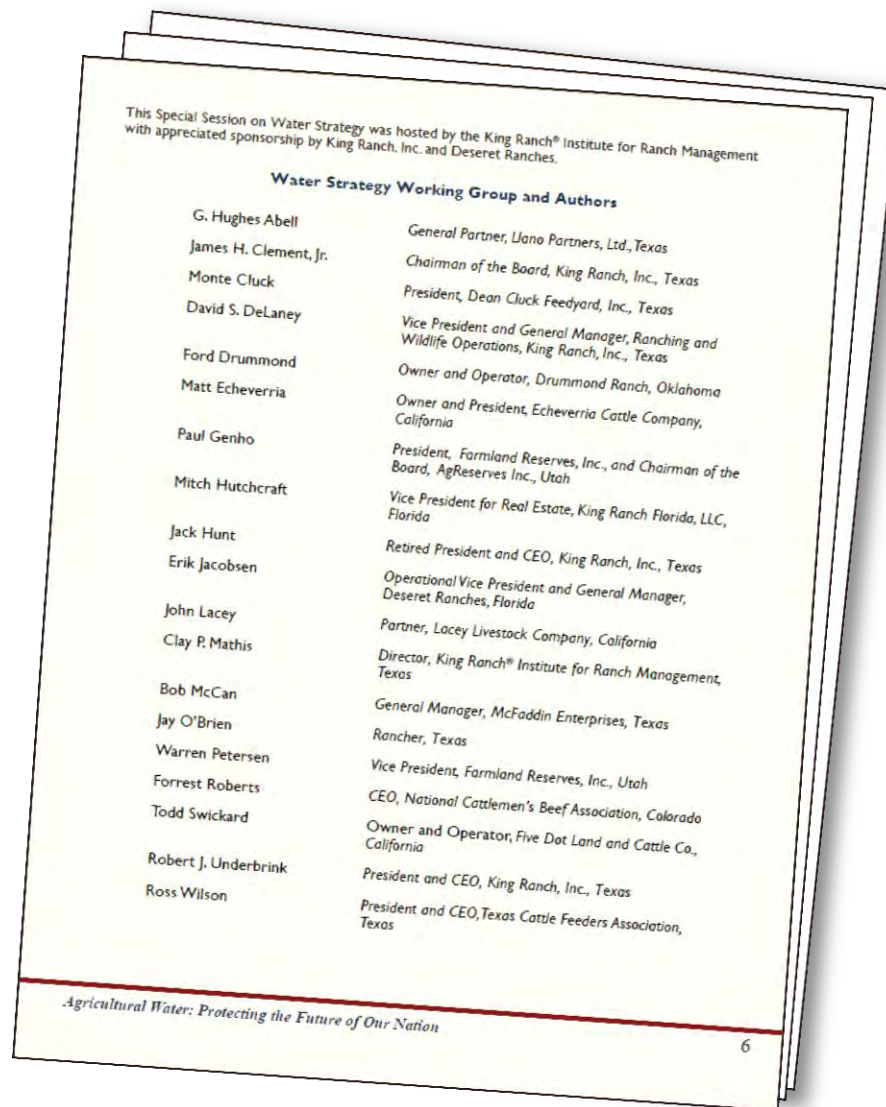 This Special Session on Water Strategy was hosted by the King Ranch® Institute for Ranch Management
with appreciated sponsorship by King Ranch, Inc. and Deseret Ranches.
Water Strategy Working Group and Authors
G. Hughes Abell
General Partner, Llano Partners, Ltd., Texas
James H. Clement, Jr.
Chairman of the Board, King Ranch, Inc., Texas
Monte Cluck
President, Dean Cluck Feedyard, Inc., Texas
David S. DeLaney
Vice President and General Manager, Ranching and
Wildlife Operations, King Ranch, Inc., Texas
Ford Drummond
Owner and Operator, Drummond Ranch, Oklahoma
Matt Echeverria
Owner and President, Echeverria Cattle Company,
California
Paul Genho
President, Farmland Reserves, Inc., and Chairman of the
Board, AgReserves Inc., Utah
Mitch Hutchcraft
Vice President for Real Estate, King Ranch Florida, LLC,
Florida
Jack Hunt
Retired President and CEO, King Ranch, Inc., Texas
Erik Jacobsen
Operational Vice President and General Manager,
Deseret Ranches, Florida
John Lacey
Partner, Lacey Livestock Company, California
Clay P. Mathis
Director, King Ranch® Institute for Ranch Management,
Texas
Bob McCan
General Manager, McFaddin Enterprises, Texas
Jay O'Brien
Rancher, Texas
Warren Petersen
Vice President, Farmland Reserves, Inc., Utah
Forrest Roberts
CEO, National Cattlemen's Beef Association, Colorado
Todd Swickard
Owner and Operator, Five Dot Land and Cattle Co.,
California
Robert J. Underbrink
President and CEO, King Ranch, Inc., Texas
Ross Wilson
President and CEO, Texas Cattle Feeders Association,
Texas
Agricultural Water: Protecting the Future of Our Nation
6